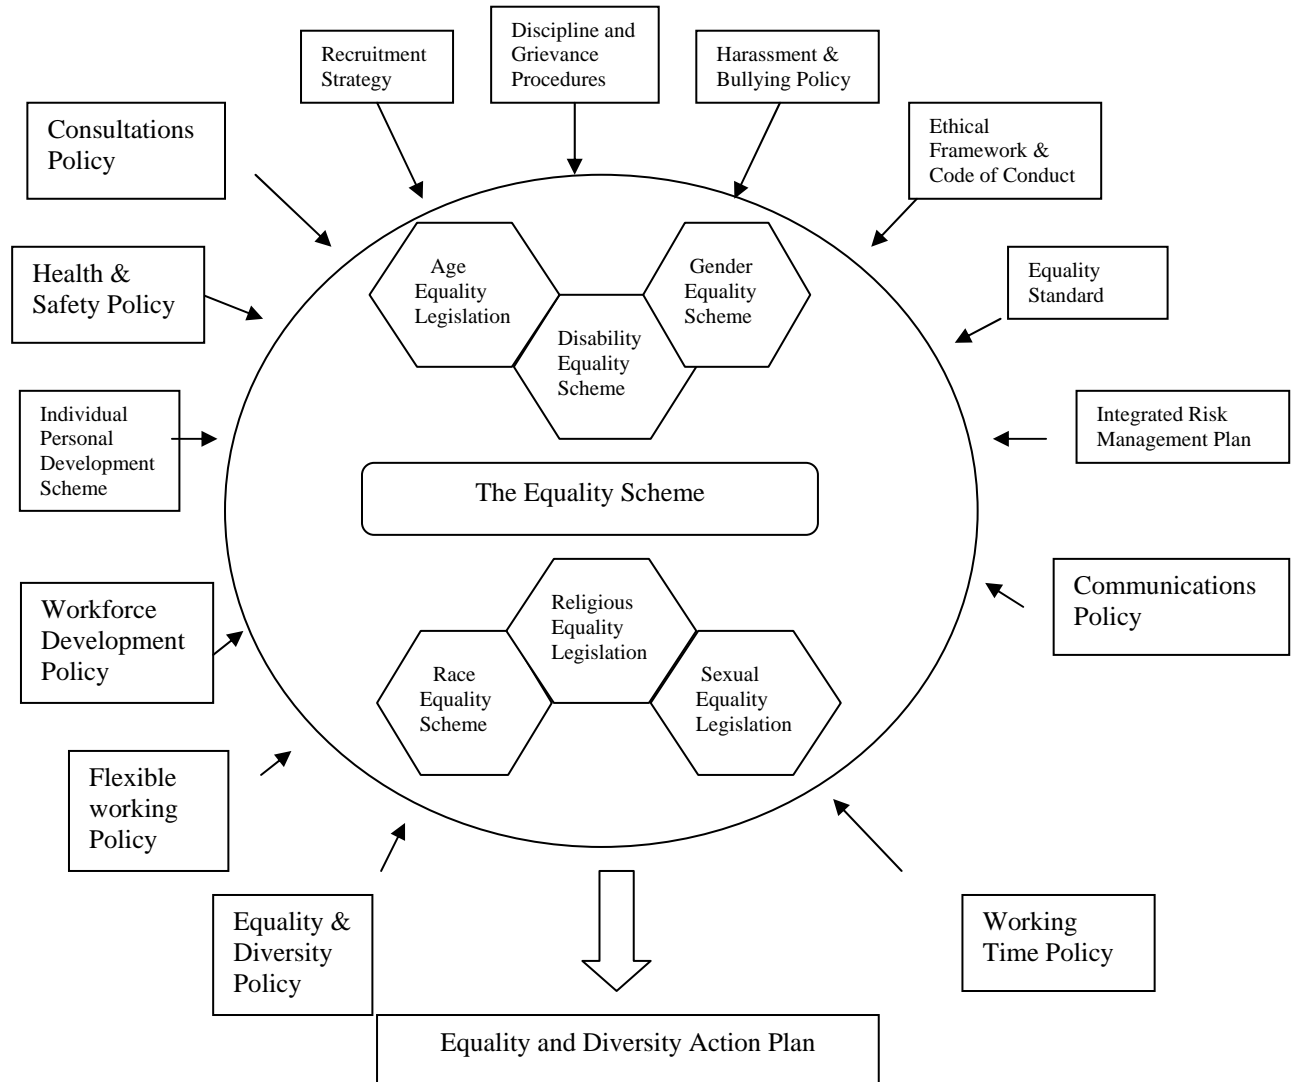 Discipline and
Grievance
Procedures
Recruitment
Strategy
Harassment &
Bullying Policy
Consultations
Policy
Ethical
Framework &
Code of Conduct
Health &
Safety Policy
Age
Equality
Legislation
Gender
Equality
Scheme
Equality
Standard
Disability
Equality
Scheme
Individual
Personal
Development
Scheme
Integrated Risk
Management Plan
The Equality Scheme
Workforce
Development
Policy
Religious
Equality
Legislation
Communications
Policy
Race
Equality
Scheme
Sexual
Equality
Legislation
Flexible
working
Policy
Equality &
Diversity
Policy
Working
Time Policy
Equality and Diversity Action Plan